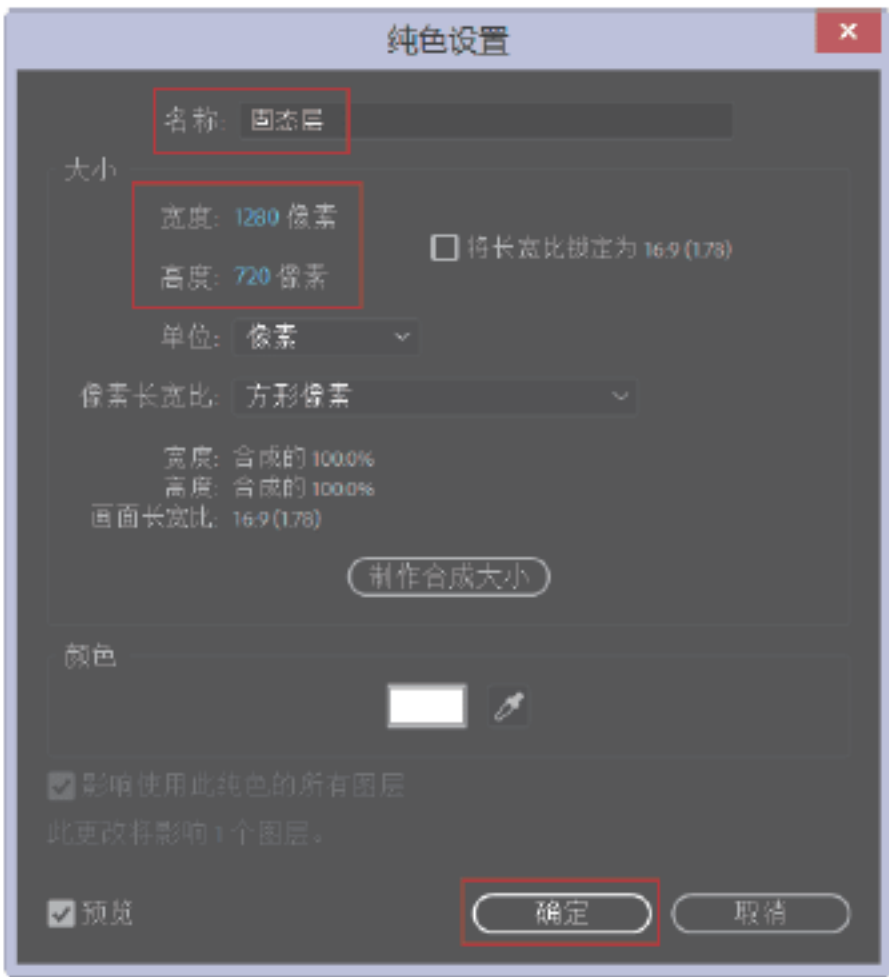 纯色设置
名称: 固态层
大小
宽度: 1280 像素
将长宽比锁定为 16:9 (1.78)
高度: 720 像素
单位: 像素
像素长宽比: 方形像素
宽度: 合成的 100.0%
高度: 合成的 100.0%
画面长宽比: 16:9 (1.78)
制作合成大小
颜色
影响使用此纯色的所有图层
此更改将影响 1 个图层。
预览
确定
取消